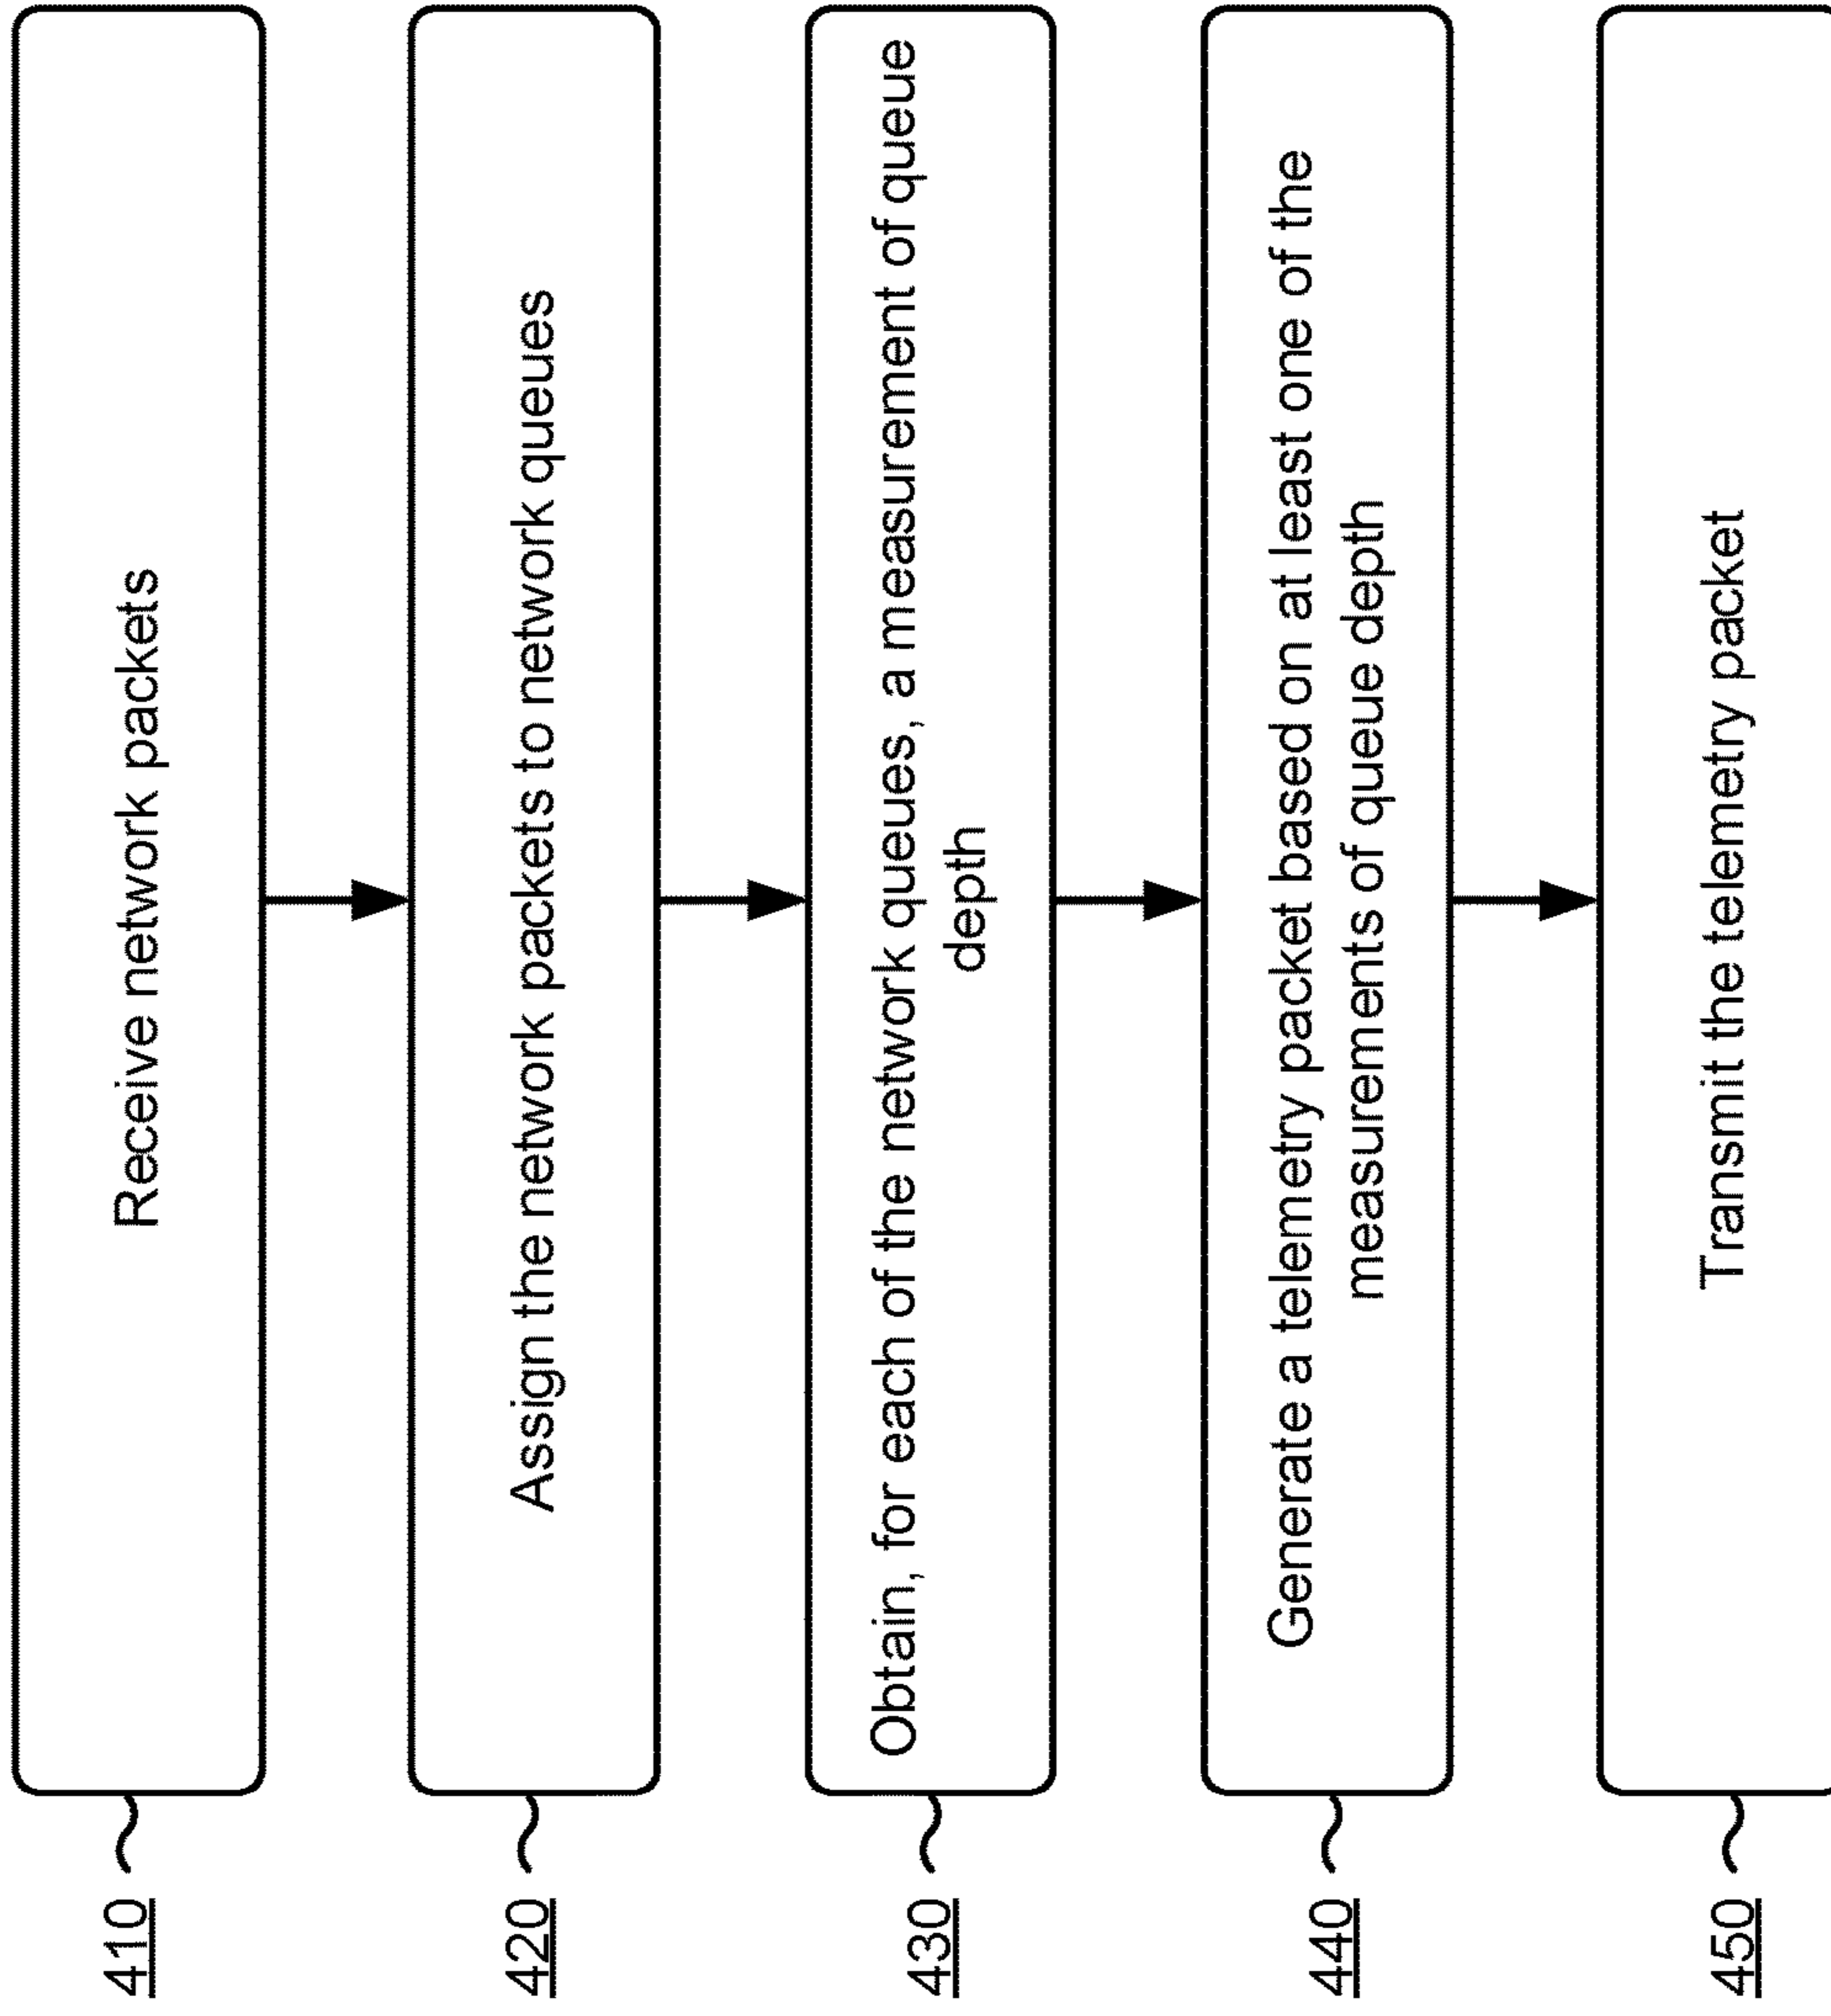 410
Receive network packets
420
Assign the network packets to network queues
430
Obtain, for each of the network queues, a measurement of queue
depth
440
Generate a telemetry packet based on at least one of the
measurements of queue depth
450
Transmit the telemetry packet